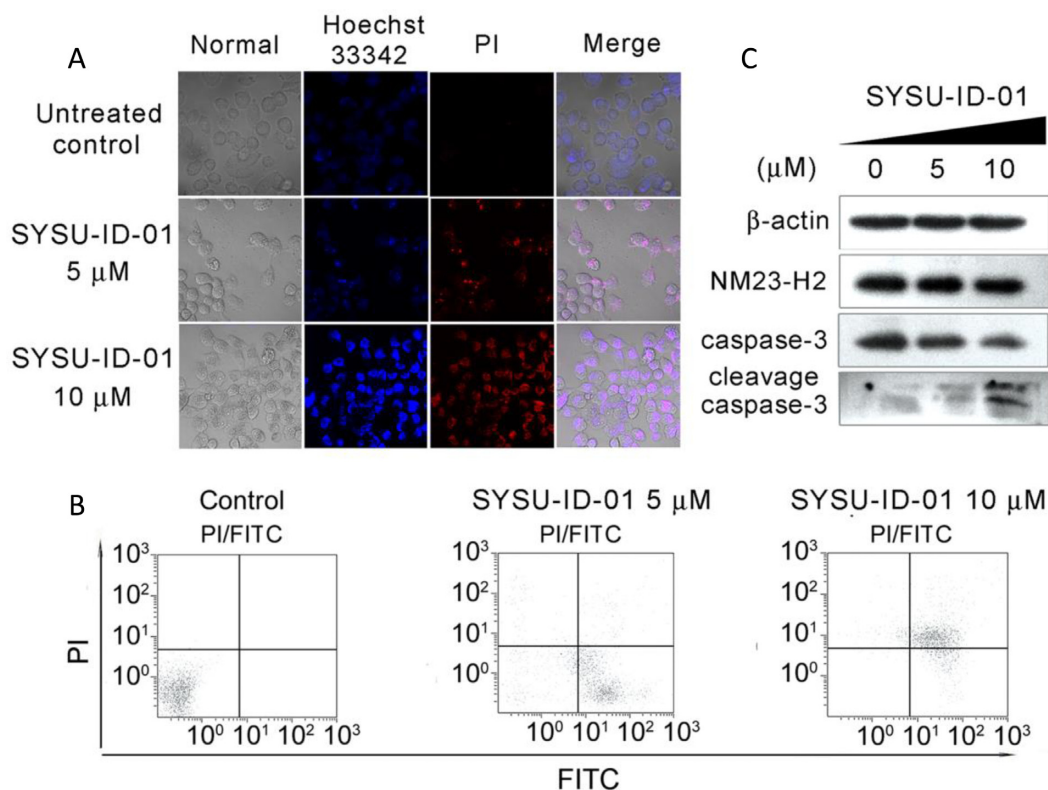 A
Normal
Hoechst
33342
PI
Merge
Untreated
control
SYSU-ID-01
5 μM
SYSU-ID-01
10 μM
C
SYSU-ID-01
(μM) 0 5 10
β-actin
NM23-H2
caspase-3
cleavage
caspase-3
B
Control
PI/FITC
10³
10²
10¹
10⁰
10⁰ 10¹ 10² 10³
SYSU-ID-01 5 μM
PI/FITC
10³
10²
10¹
10⁰
10⁰ 10¹ 10² 10³
SYSU-ID-01 10 μM
PI/FITC
10³
10²
10¹
10⁰
10⁰ 10¹ 10² 10³
PI
FITC